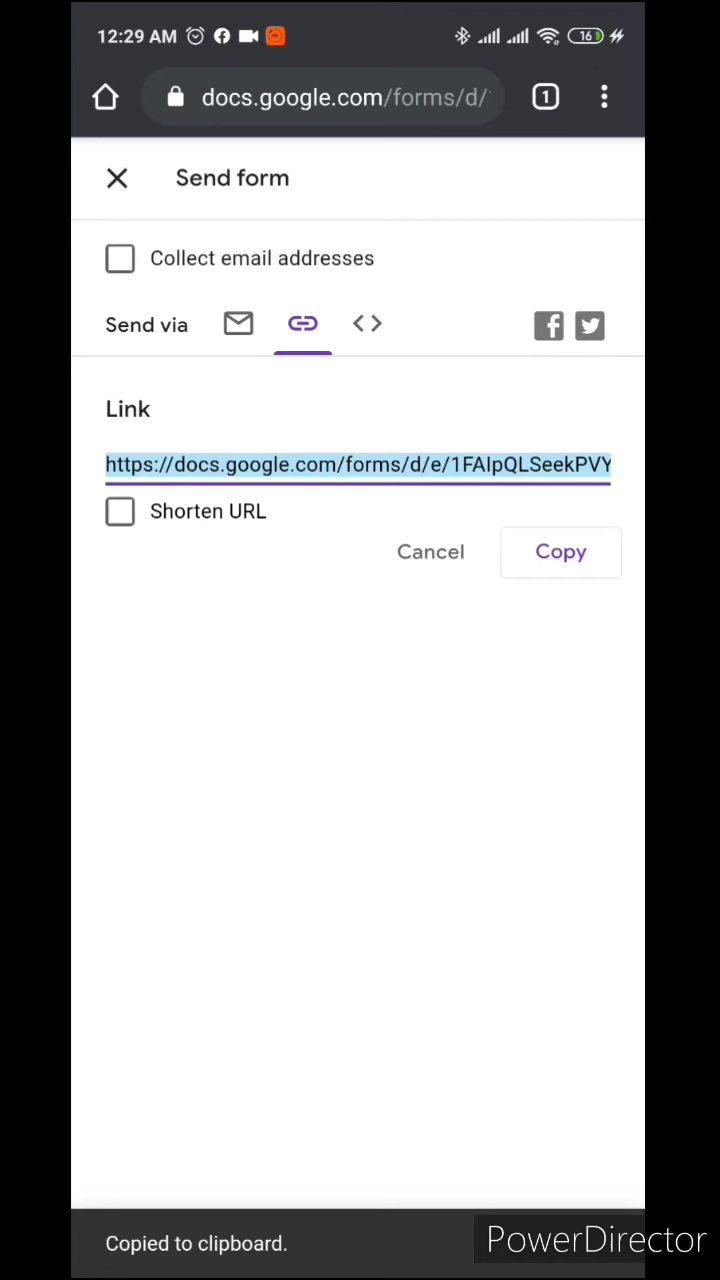 12:29 AM 16
docs.google.com/forms/d/ 1
Send form
Collect email addresses
Send via
Link
https://docs.google.com/forms/d/e/1FAIpQLSeekPVY
Shorten URL
Cancel Copy
Copied to clipboard.
PowerDirector